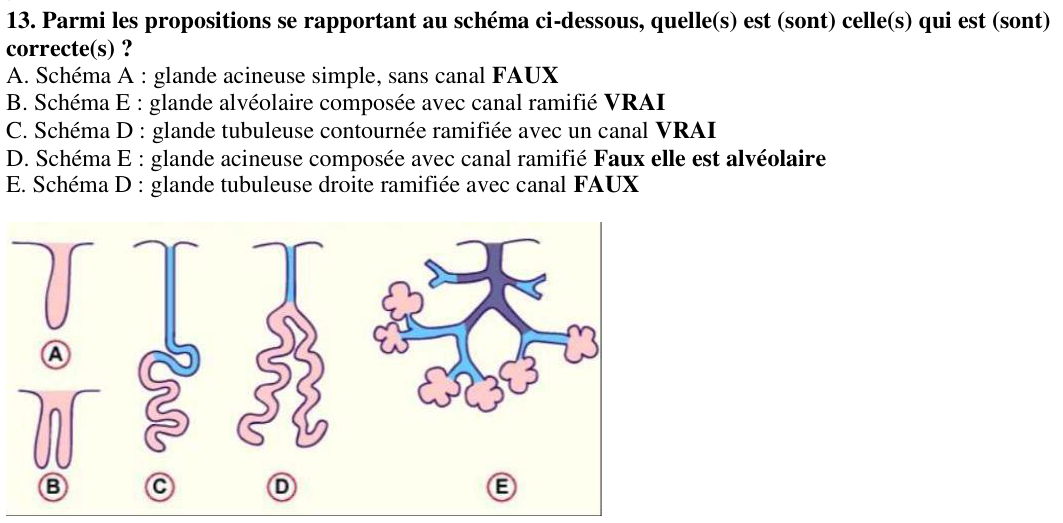 13. Parmi les propositions se rapportant au schéma ci-dessous, quelle(s) est (sont) celle(s) qui est (sont)
correcte(s) ?
A. Schéma A : glande acineuse simple, sans canal FAUX
B. Schéma E : glande alvéolaire composée avec canal ramifié VRAI
C. Schéma D : glande tubuleuse contournée ramifiée avec un canal VRAI
D. Schéma E : glande acineuse composée avec canal ramifié Faux elle est alvéolaire
E. Schéma D : glande tubuleuse droite ramifiée avec canal FAUX
A
B
C
D
E